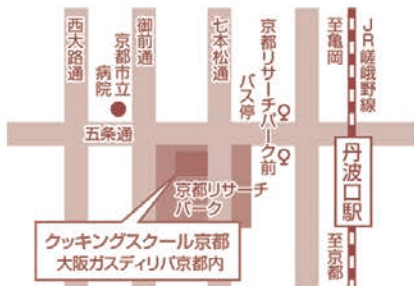 西大路通
京都市立
病院
御前通
七本松通
京都リサーチパーク前
バス停
至亀岡
JR嵯峨野線
五条通
丹波口駅
京都リサーチ
パーク
クッキングスクール京都
大阪ガスディリパ京都内
至京都